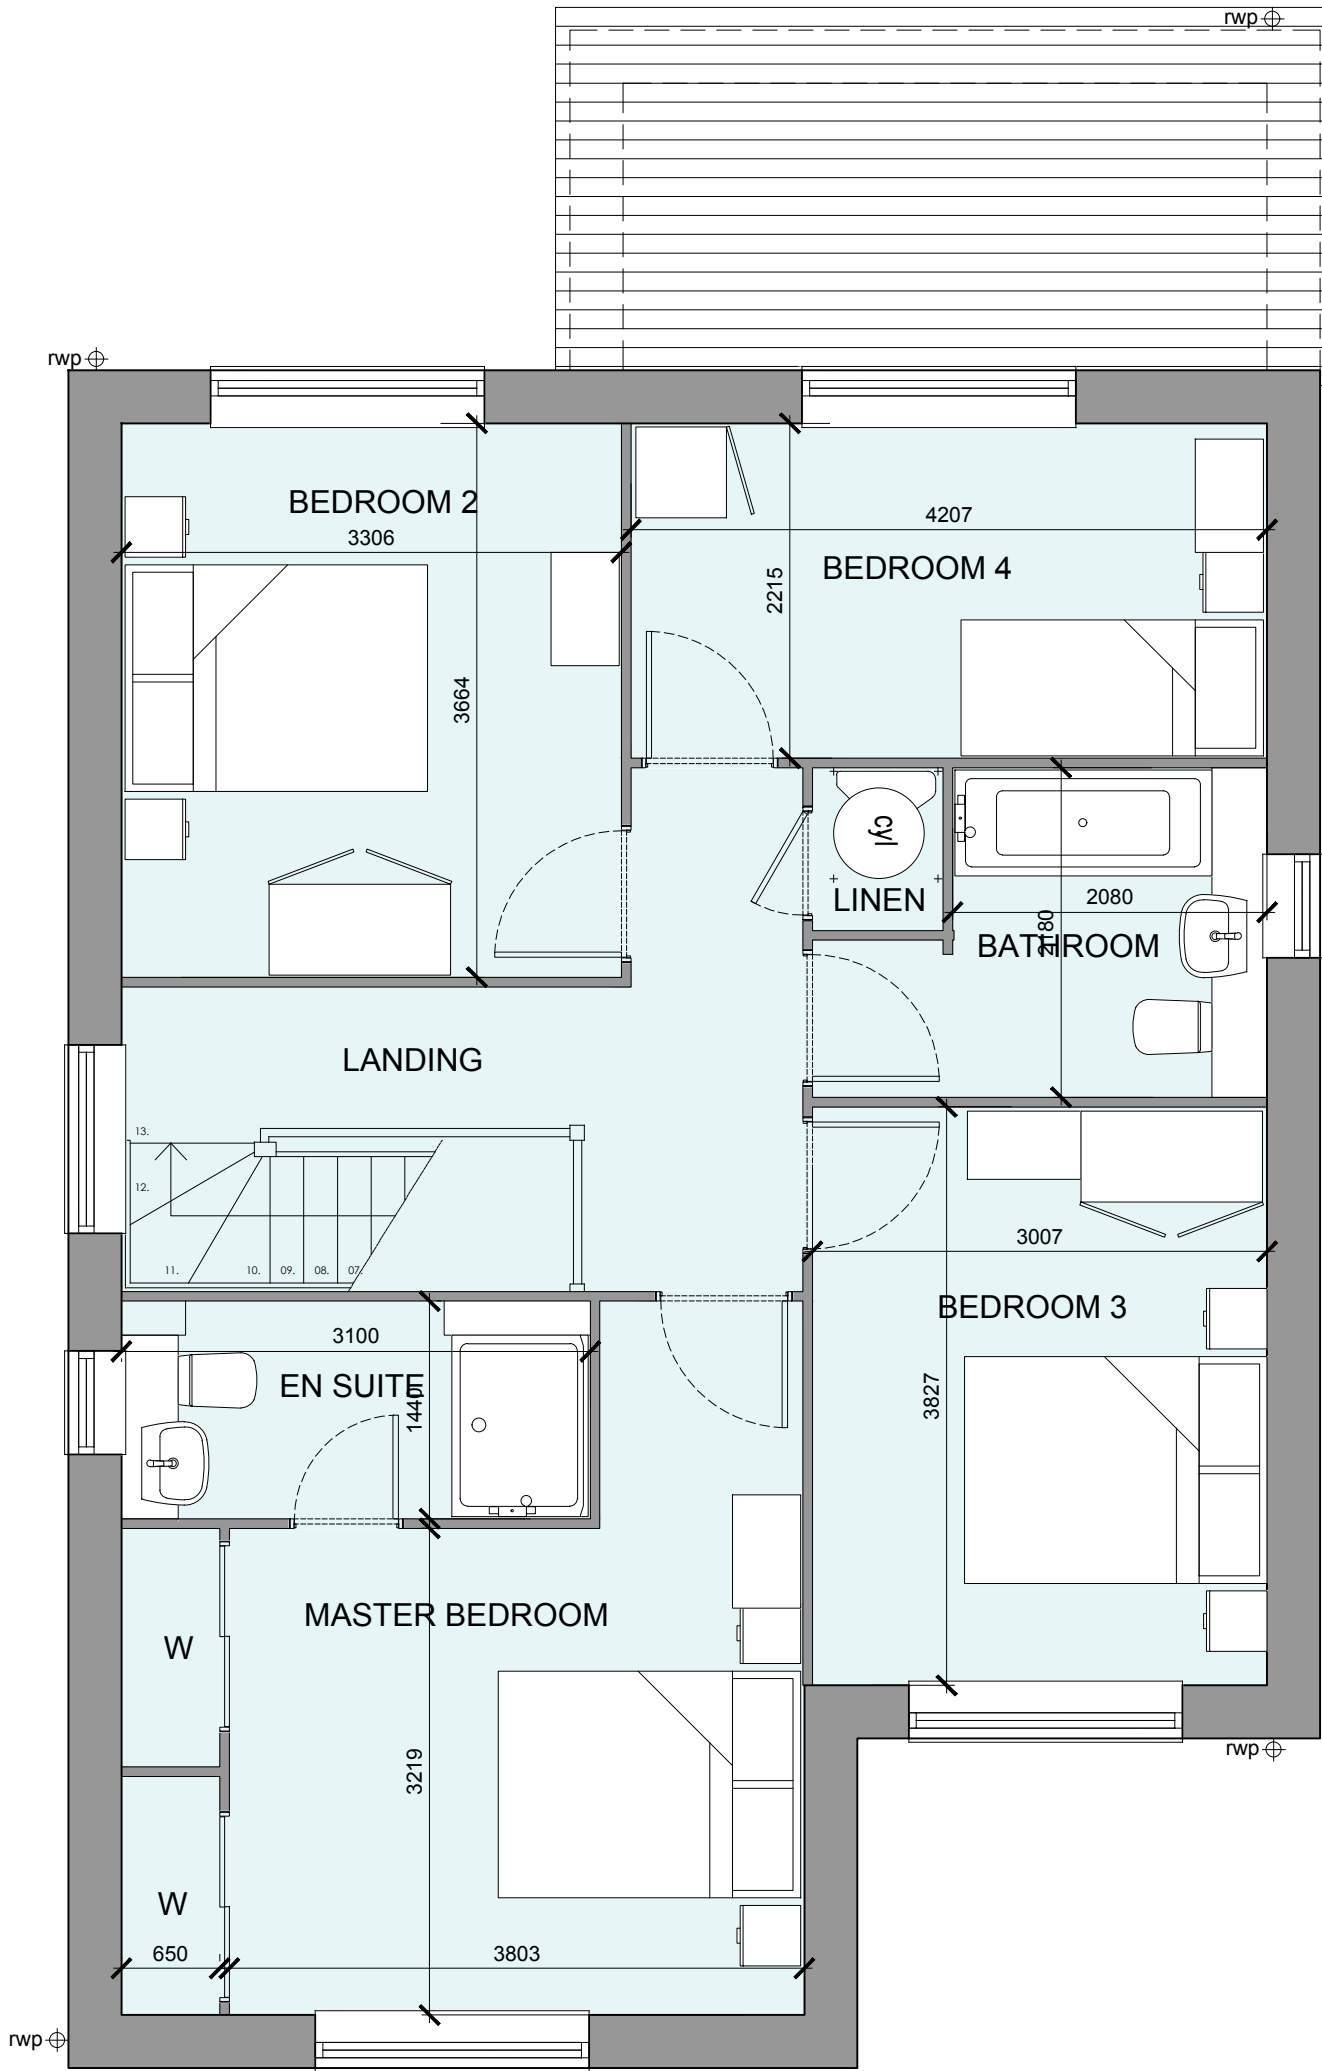 rwp
rwp
BEDROOM 2
3306
4207
BEDROOM 4
2215
3664
cyl
LINEN
2080
BATHROOM
2180
LANDING
13.
12.
11.
10.
09.
08.
07.
3007
BEDROOM 3
3100
EN SUITE
1440
3827
MASTER BEDROOM
W
rwp
3219
W
650
3803
rwp